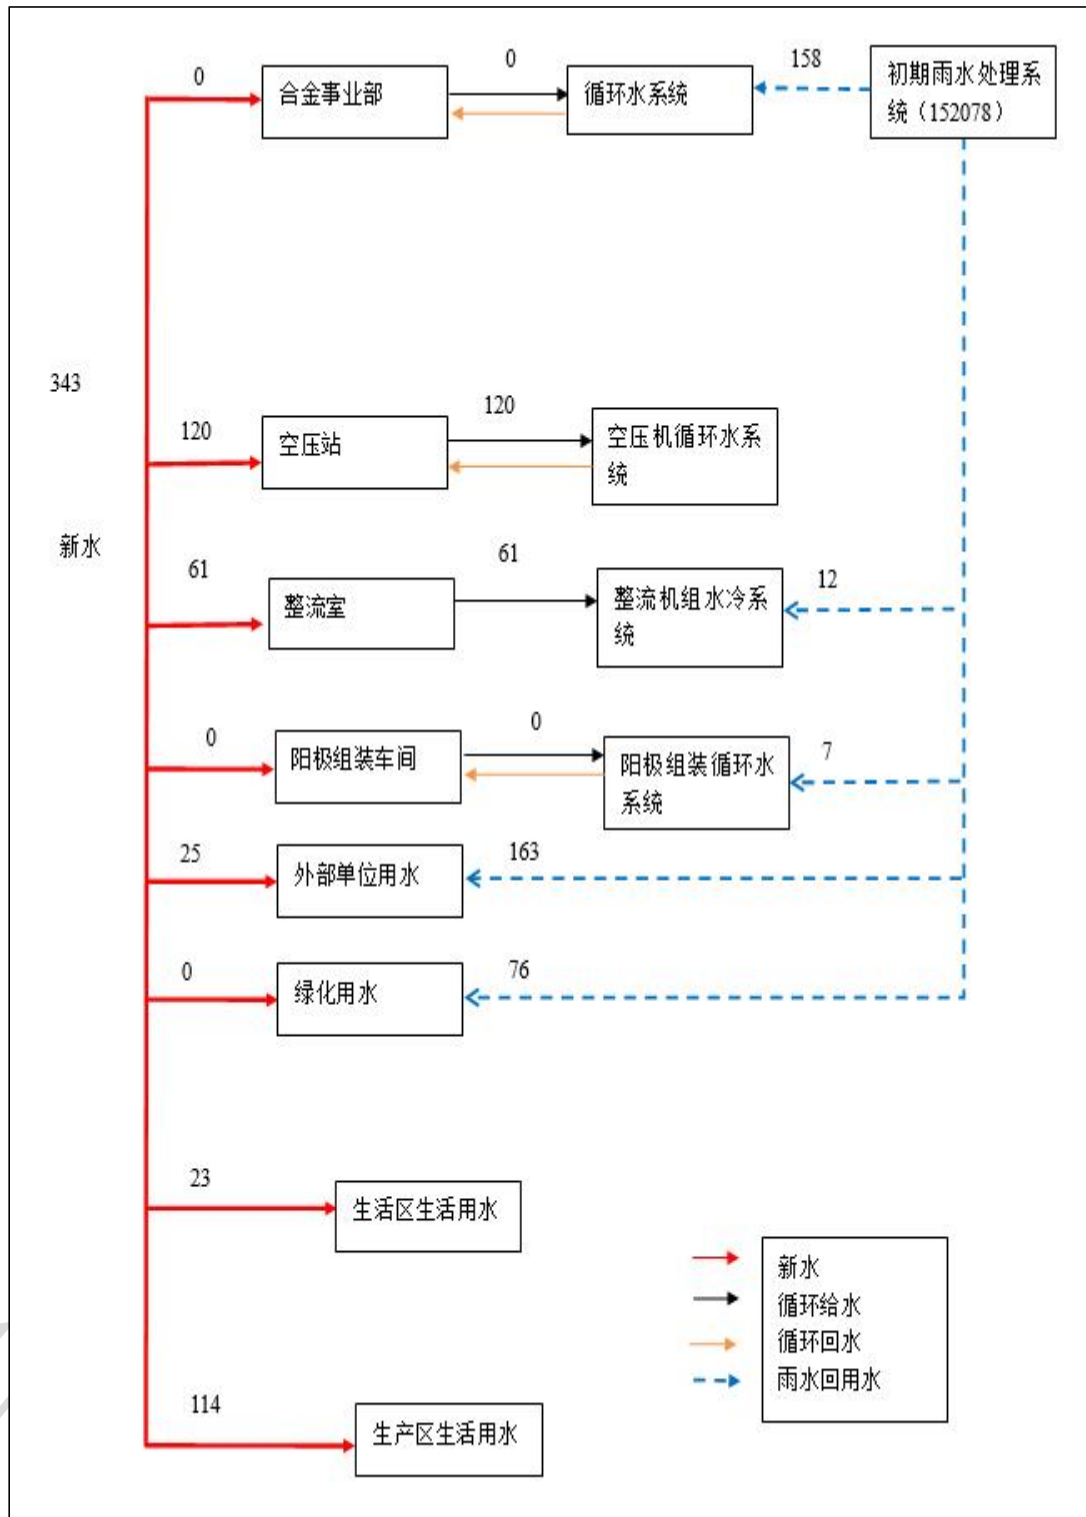 0
0
158
合金事业部
循环水系统
初期雨水处理系
统（152078）
343
120
120
空压站
空压机循环水系
统
新水
61
61
12
整流室
整流机组水冷系
统
0
0
7
阳极组装车间
阳极组装循环水
系统
25
163
外部单位用水
0
76
绿化用水
23
生活区生活用水
114
生产区生活用水
新水
循环给水
循环回水
雨水回用水